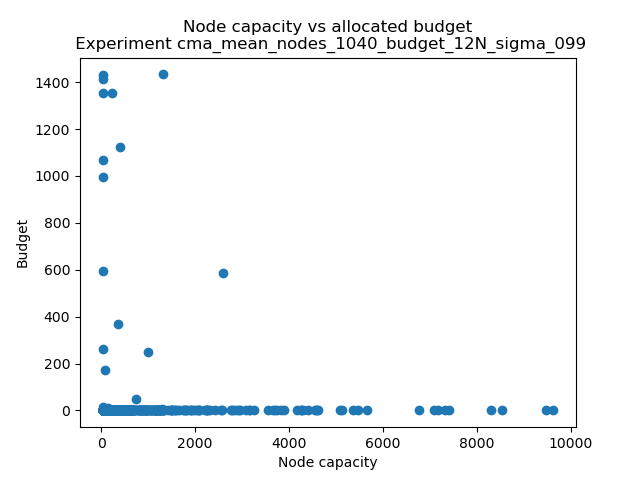 Node capacity vs allocated budget
Experiment cma_mean_nodes_1040_budget_12N_sigma_099
1400
1200
1000
800
600
400
200
0
Budget
0 2000 4000 6000 8000 10000
Node capacity